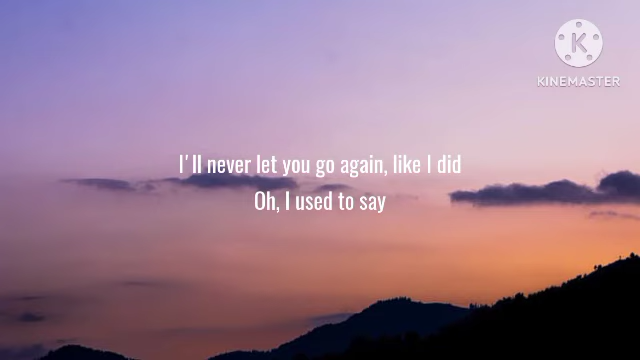 K
KINEMASTER
I'll never let you go again, like I did
Oh, I used to say